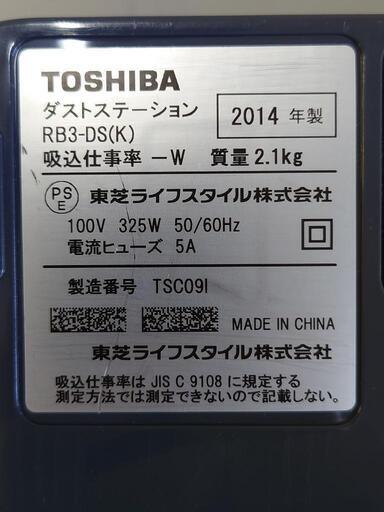 TOSHIBA
ダストステーション
RB3-DS(K)
2014 年製
吸込仕事率 －W 質量 2.1kg
PS
E
東芝ライフスタイル株式会社
100V 325W 50/60Hz
電流ヒューズ 5A
製造番号 TSC09I
MADE IN CHINA
東芝ライフスタイル株式会社
吸込仕事率は JIS C 9108 に規定する
測定方法では測定できないので記載しない。